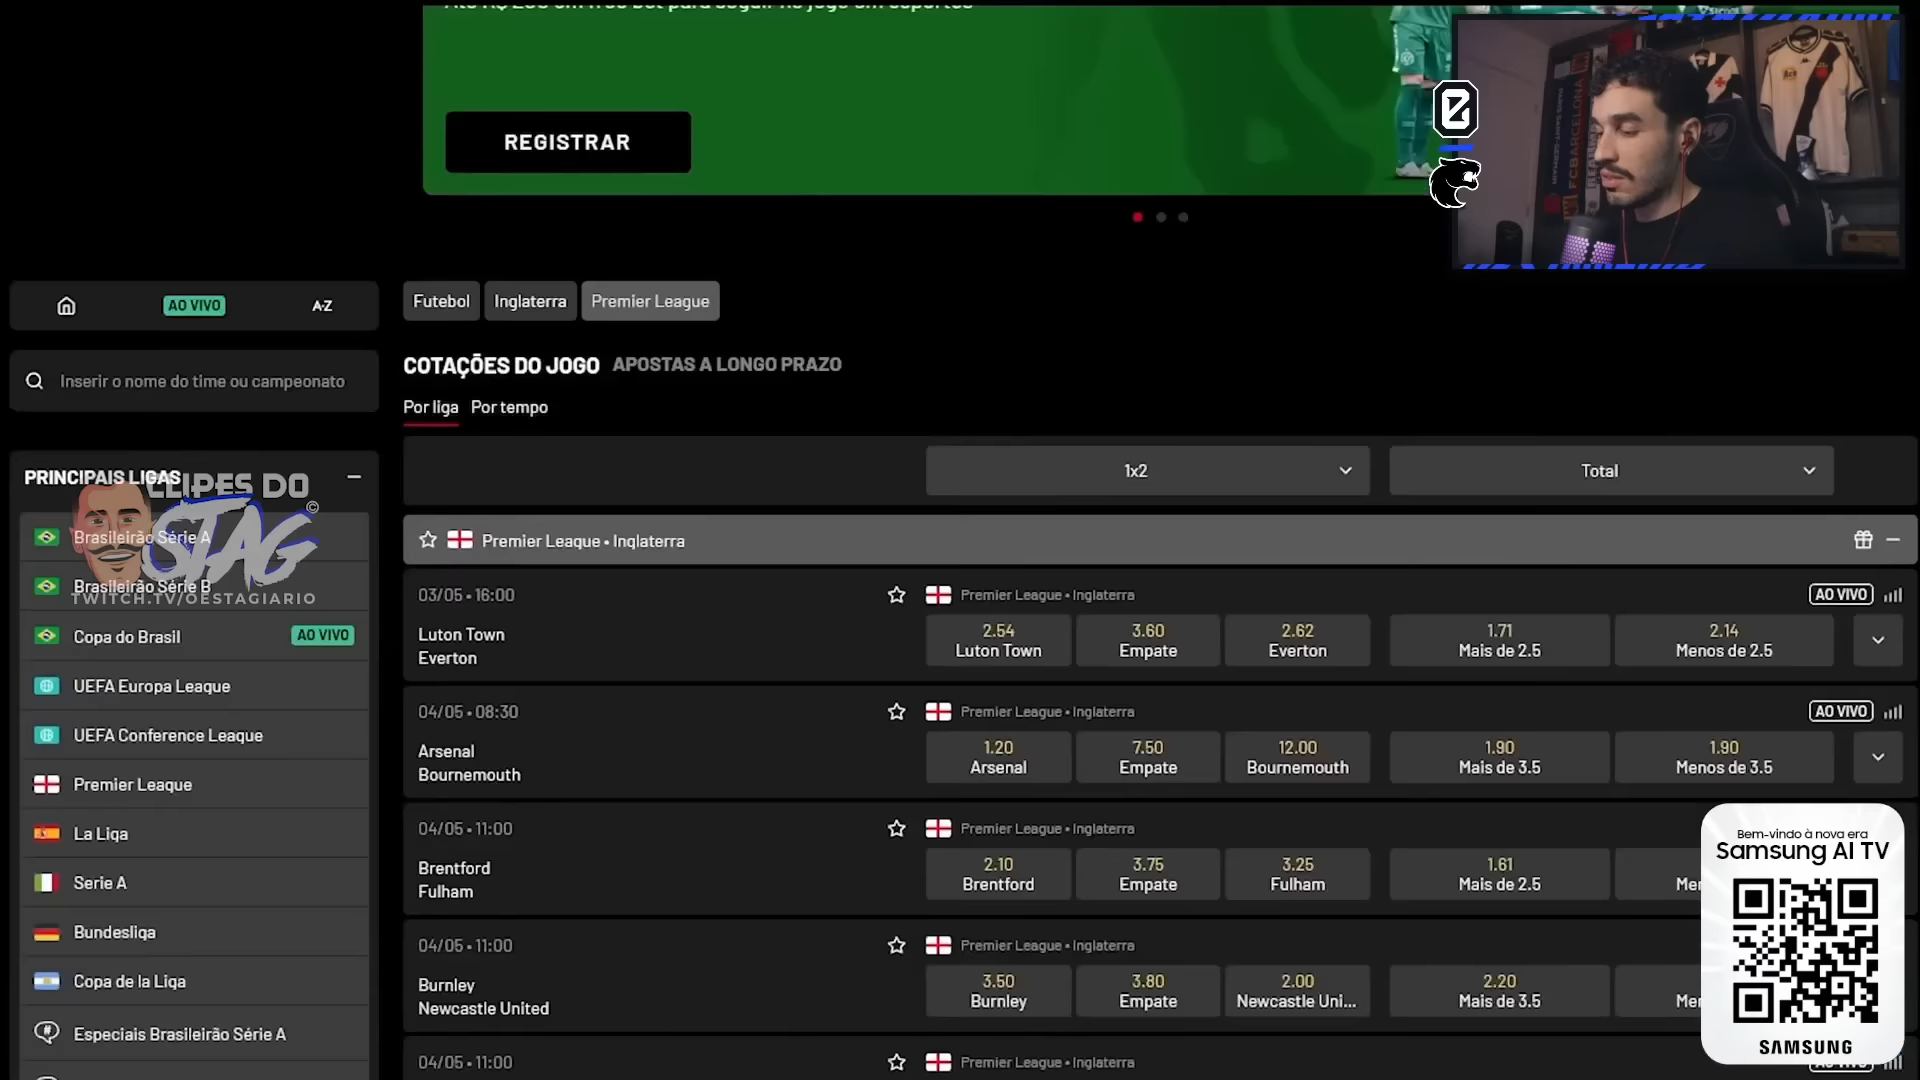 REGISTRAR
FCBARCELONA
AO VIVO
A-Z
Futebol
Inglaterra
Premier League
Inserir o nome do time ou campeonato
COTAÇÕES DO JOGO
APOSTAS A LONGO PRAZO
Por liga
Por tempo
1x2
Total
PRINCIPAIS LIGAS
CLIPES DO
STAG
©
TWITCH.TV/OESTAGIARIO
Brasileirão Série A
Brasileirão Série B
Copa do Brasil
AO VIVO
UEFA Europa League
UEFA Conference League
Premier League
La Liga
Serie A
Bundesliga
Copa de la Liga
Especiais Brasileirão Série A
Premier League • Inglaterra
03/05 • 16:00
Premier League • Inglaterra
AO VIVO
Luton Town
Everton
2.54
Luton Town
3.60
Empate
2.62
Everton
1.71
Mais de 2.5
2.14
Menos de 2.5
04/05 • 08:30
Premier League • Inglaterra
AO VIVO
Arsenal
Bournemouth
1.20
Arsenal
7.50
Empate
12.00
Bournemouth
1.90
Mais de 3.5
1.90
Menos de 3.5
04/05 • 11:00
Premier League • Inglaterra
Brentford
Fulham
2.10
Brentford
3.75
Empate
3.25
Fulham
1.61
Mais de 2.5
04/05 • 11:00
Premier League • Inglaterra
Burnley
Newcastle United
3.50
Burnley
3.80
Empate
2.00
Newcastle Uni...
2.20
Mais de 3.5
04/05 • 11:00
Premier League • Inglaterra
Bem-vindo à nova era
Samsung AI TV
SAMSUNG